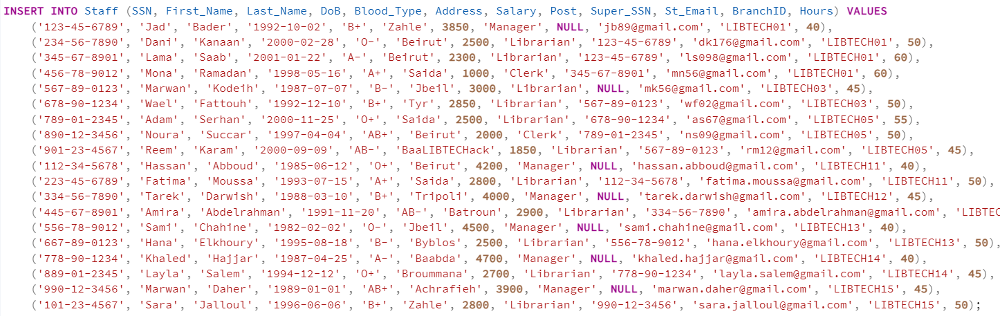 INSERT INTO Staff (SSN, First_Name, Last_Name, DoB, Blood_Type, Address, Salary, Post, Super_SSN, St_Email, BranchID, Hours) VALUES
('123-45-6789', 'Jad', 'Bader', '1992-10-02', 'B+', 'Zahle', 3850, 'Manager', NULL, 'jb89@gmail.com', 'LIBTECH01', 40),
('234-56-7890', 'Dani', 'Kanaan', '2000-02-28', 'O-', 'Beirut', 2500, 'Librarian', '123-45-6789', 'dk176@gmail.com', 'LIBTECH01', 50),
('345-67-8901', 'Lama', 'Saab', '2001-01-22', 'A-', 'Beirut', 2300, 'Librarian', '123-45-6789', 'ls098@gmail.com', 'LIBTECH01', 60),
('456-78-9012', 'Mona', 'Ramadan', '1998-05-16', 'A+', 'Saida', 1000, 'Clerk', '345-67-8901', 'mn56@gmail.com', 'LIBTECH01', 60),
('567-89-0123', 'Marwan', 'Kodeih', '1987-07-07', 'B-', 'Jbeil', 3000, 'Librarian', NULL, 'mk56@gmail.com', 'LIBTECH03', 45),
('678-90-1234', 'Wael', 'Fattouh', '1992-12-10', 'B+', 'Tyr', 2850, 'Librarian', '567-89-0123', 'wf02@gmail.com', 'LIBTECH03', 50),
('789-01-2345', 'Adam', 'Serhan', '2000-11-25', 'O+', 'Saida', 2500, 'Librarian', '678-90-1234', 'as67@gmail.com', 'LIBTECH05', 55),
('890-12-3456', 'Noura', 'Succar', '1997-04-04', 'AB+', 'Beirut', 2000, 'Clerk', '789-01-2345', 'ns09@gmail.com', 'LIBTECH05', 50),
('901-23-4567', 'Reem', 'Karam', '2000-09-09', 'AB-', 'BaaLIBTECHack', 1850, 'Librarian', '567-89-0123', 'rm12@gmail.com', 'LIBTECH05', 45),
('112-34-5678', 'Hassan', 'Abboud', '1985-06-12', 'O+', 'Beirut', 4200, 'Manager', NULL, 'hassan.abboud@gmail.com', 'LIBTECH11', 40),
('223-45-6789', 'Fatima', 'Moussa', '1993-07-15', 'A+', 'Saida', 2800, 'Librarian', '112-34-5678', 'fatima.moussa@gmail.com', 'LIBTECH11', 50),
('334-56-7890', 'Tarek', 'Darwish', '1988-03-10', 'B+', 'Tripoli', 4000, 'Manager', NULL, 'tarek.darwish@gmail.com', 'LIBTECH12', 45),
('445-67-8901', 'Amira', 'Abdelrahman', '1991-11-20', 'AB-', 'Batroun', 2900, 'Librarian', '334-56-7890', 'amira.abdelrahman@gmail.com', 'LIBTEC
('556-78-9012', 'Sami', 'Chahine', '1982-02-02', 'O-', 'Jbeil', 4500, 'Manager', NULL, 'sami.chahine@gmail.com', 'LIBTECH13', 40),
('667-89-0123', 'Hana', 'Elkhoury', '1995-08-18', 'B-', 'Byblos', 2500, 'Librarian', '556-78-9012', 'hana.elkhoury@gmail.com', 'LIBTECH13', 50),
('778-90-1234', 'Khaled', 'Hajjar', '1987-04-25', 'A-', 'Baabda', 4700, 'Manager', NULL, 'khaled.hajjar@gmail.com', 'LIBTECH14', 40),
('889-01-2345', 'Layla', 'Salem', '1994-12-12', 'O+', 'Broummana', 2700, 'Librarian', '778-90-1234', 'layla.salem@gmail.com', 'LIBTECH14', 45),
('990-12-3456', 'Marwan', 'Daher', '1989-01-01', 'AB+', 'Achrafieh', 3900, 'Manager', NULL, 'marwan.daher@gmail.com', 'LIBTECH15', 45),
('101-23-4567', 'Sara', 'Jalloul', '1996-06-06', 'B+', 'Zahle', 2800, 'Librarian', '990-12-3456', 'sara.jalloul@gmail.com', 'LIBTECH15', 50);